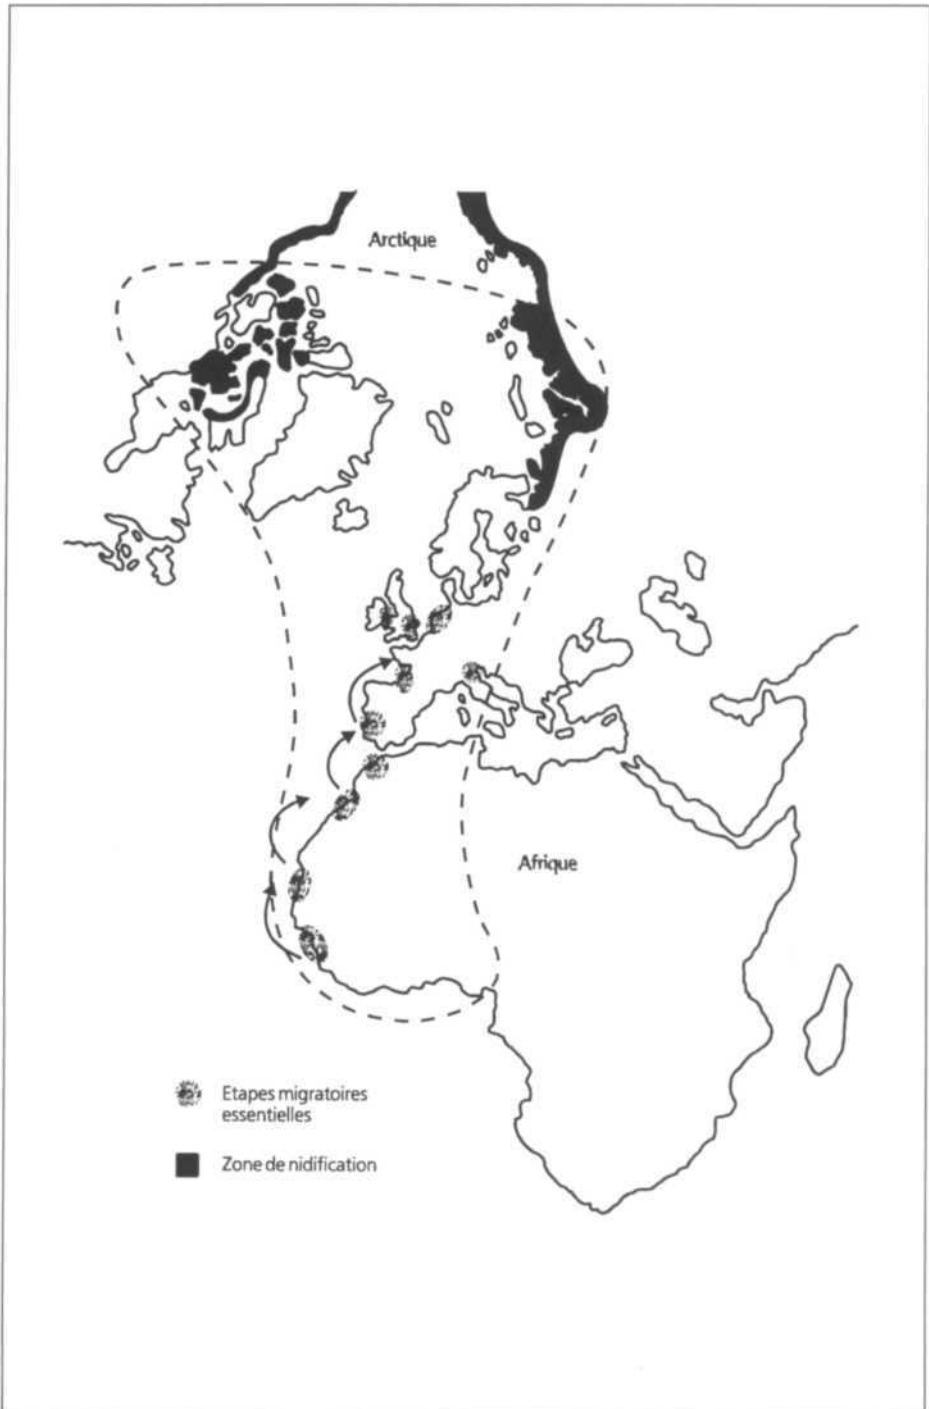 Arctique
Afrique
Etapes migratoires
essentielles
Zone de nidification